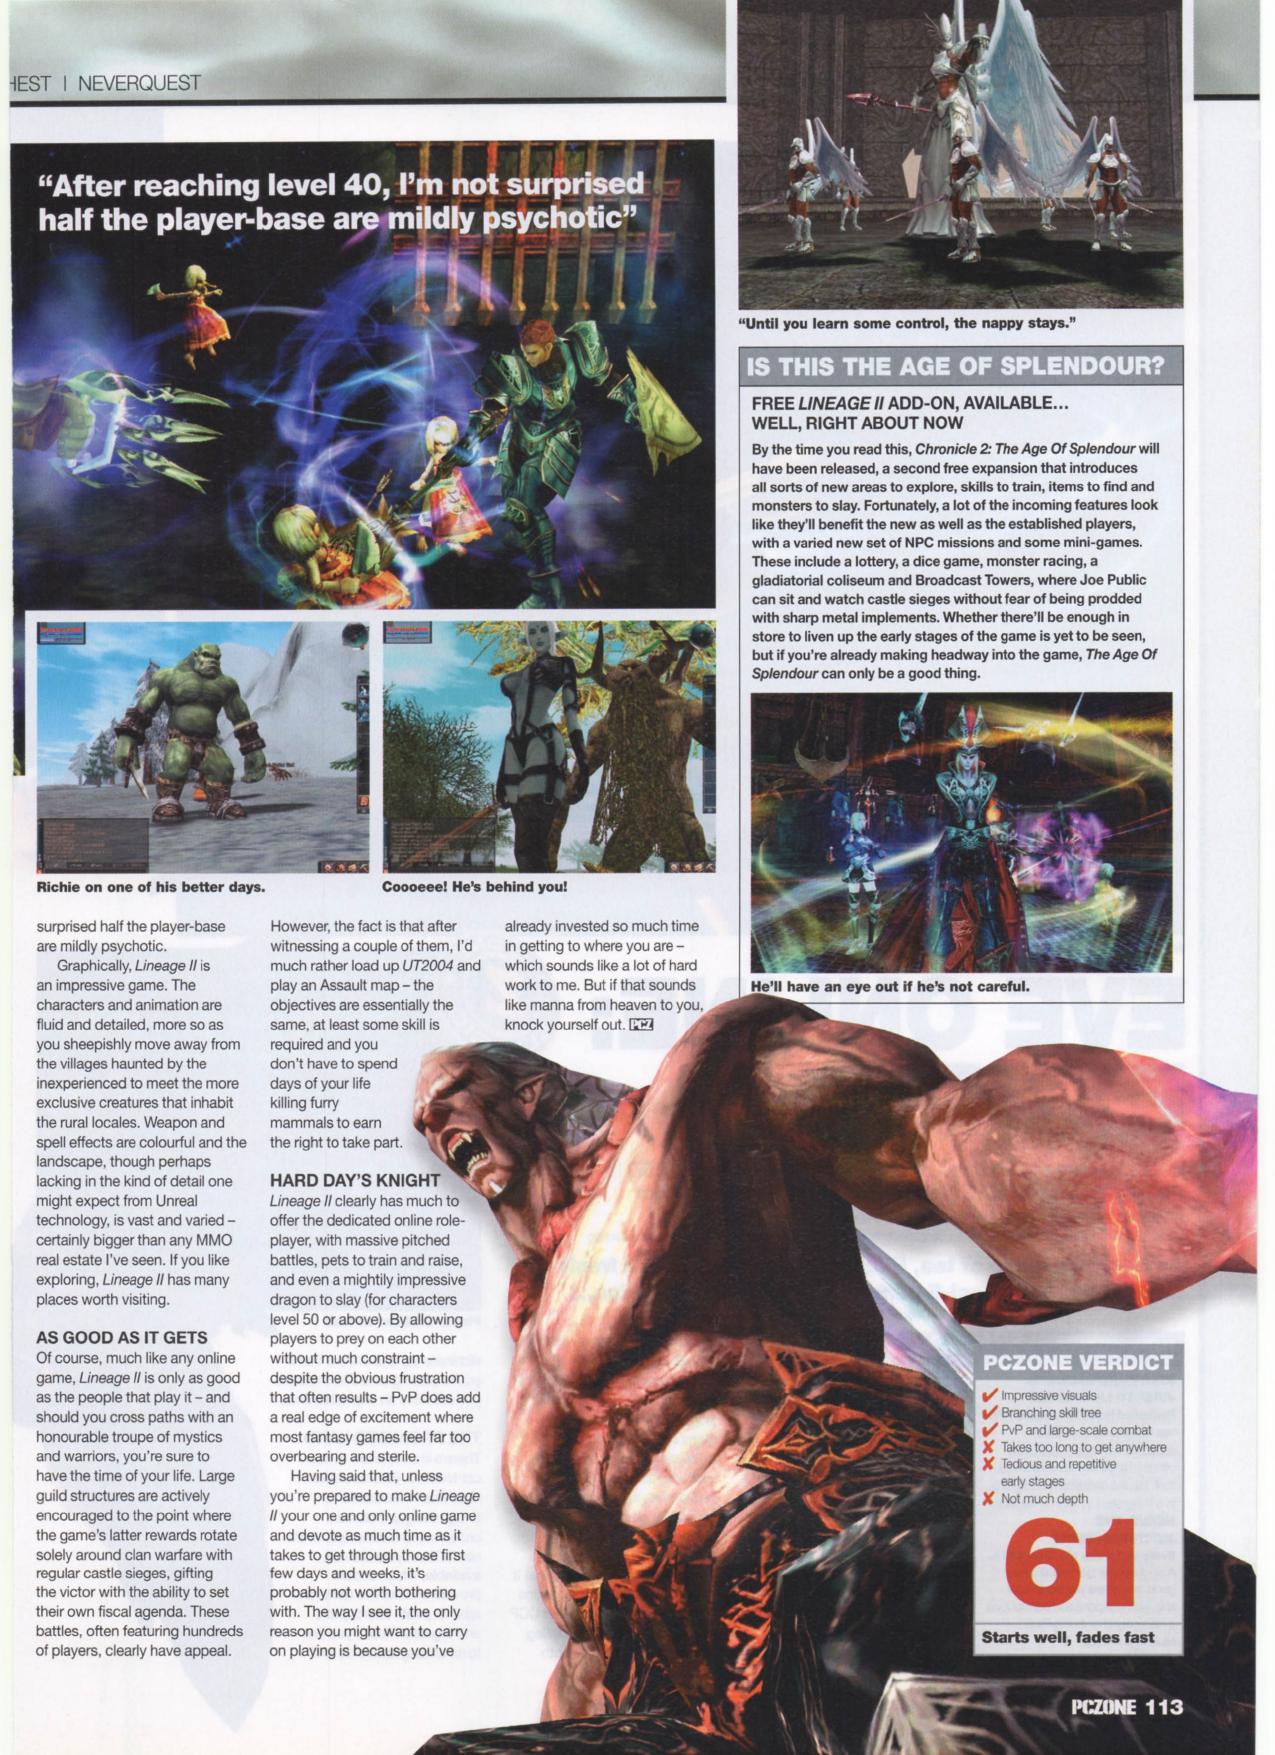 HEST | NEVERQUEST
“After reaching level 40, I'm not surprised
half the player-base are mildly psychotic”
Richie on one of his better days.
Coooeee! He's behind you!
surprised half the player-base
are mildly psychotic.
Graphically, Lineage II is
an impressive game. The
characters and animation are
fluid and detailed, more so as
you sheepishly move away from
the villages haunted by the
inexperienced to meet the more
exclusive creatures that inhabit
the rural locales. Weapon and
spell effects are colourful and the
landscape, though perhaps
lacking in the kind of detail one
might expect from Unreal
technology, is vast and varied –
certainly bigger than any MMO
real estate I've seen. If you like
exploring, Lineage II has many
places worth visiting.
AS GOOD AS IT GETS
Of course, much like any online
game, Lineage II is only as good
as the people that play it – and
should you cross paths with an
honourable troupe of mystics
and warriors, you're sure to
have the time of your life. Large
guild structures are actively
encouraged to the point where
the game's latter rewards rotate
solely around clan warfare with
regular castle sieges, gifting
the victor with the ability to set
their own fiscal agenda. These
battles, often featuring hundreds
of players, clearly have appeal.
However, the fact is that after
witnessing a couple of them, I'd
much rather load up UT2004 and
play an Assault map – the
objectives are essentially the
same, at least some skill is
required and you
don't have to spend
days of your life
killing furry
mammals to earn
the right to take part.
HARD DAY'S KNIGHT
Lineage II clearly has much to
offer the dedicated online role-
player, with massive pitched
battles, pets to train and raise,
and even a mightily impressive
dragon to slay (for characters
level 50 or above). By allowing
players to prey on each other
without much constraint –
despite the obvious frustration
that often results – PvP does add
a real edge of excitement where
most fantasy games feel far too
overbearing and sterile.
Having said that, unless
you're prepared to make Lineage
II your one and only online game
and devote as much time as it
takes to get through those first
few days and weeks, it's
probably not worth bothering
with. The way I see it, the only
reason you might want to carry
on playing is because you've
already invested so much time
in getting to where you are –
which sounds like a lot of hard
work to me. But if that sounds
like manna from heaven to you,
knock yourself out. PCZ
“Until you learn some control, the nappy stays.”
IS THIS THE AGE OF SPLENDOUR?
FREE LINEAGE II ADD-ON, AVAILABLE...
WELL, RIGHT ABOUT NOW
By the time you read this, Chronicle 2: The Age Of Splendour will
have been released, a second free expansion that introduces
all sorts of new areas to explore, skills to train, items to find and
monsters to slay. Fortunately, a lot of the incoming features look
like they'll benefit the new as well as the established players,
with a varied new set of NPC missions and some mini-games.
These include a lottery, a dice game, monster racing, a
gladiatorial coliseum and Broadcast Towers, where Joe Public
can sit and watch castle sieges without fear of being prodded
with sharp metal implements. Whether there'll be enough in
store to liven up the early stages of the game is yet to be seen,
but if you're already making headway into the game, The Age Of
Splendour can only be a good thing.
He'll have an eye out if he's not careful.
PCZONE VERDICT
✔ Impressive visuals
✔ Branching skill tree
✔ PvP and large-scale combat
✘ Takes too long to get anywhere
✘ Tedious and repetitive
early stages
✘ Not much depth
61
Starts well, fades fast
PCZONE 113